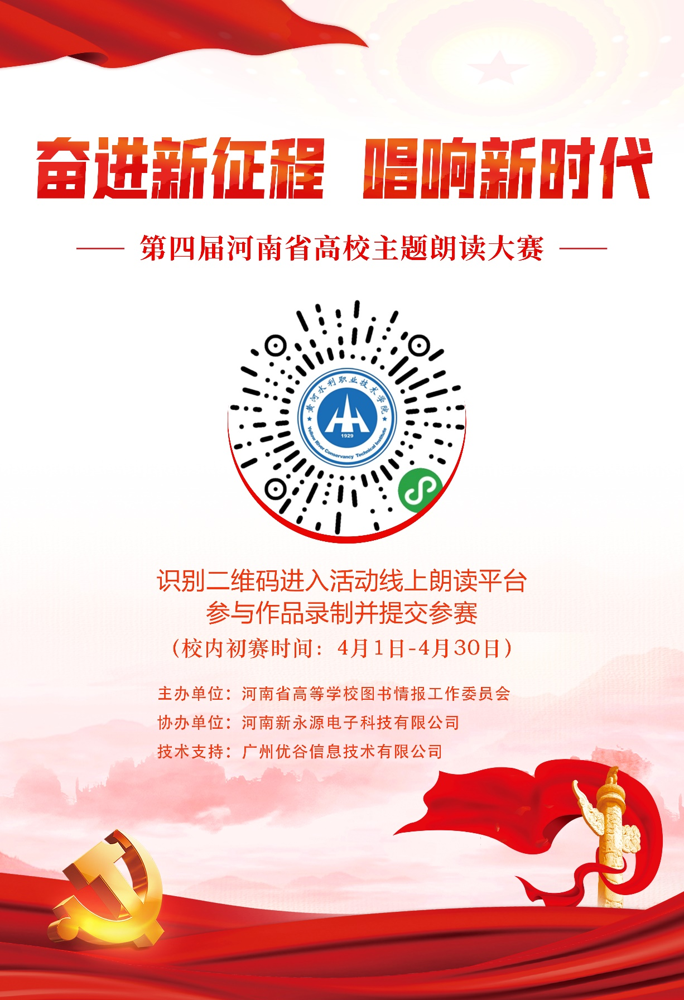 奋进新征程 唱响新时代
第四届河南省高校主题朗读大赛
黄河水利职业技术学院
1929
Yellow River Conservancy Technical Institute
识别二维码进入活动线上朗读平台
参与作品录制并提交参赛
（校内初赛时间：4月1日-4月30日）
主办单位：河南省高等学校图书情报工作委员会
协办单位：河南新永源电子科技有限公司
技术支持：广州优谷信息技术有限公司